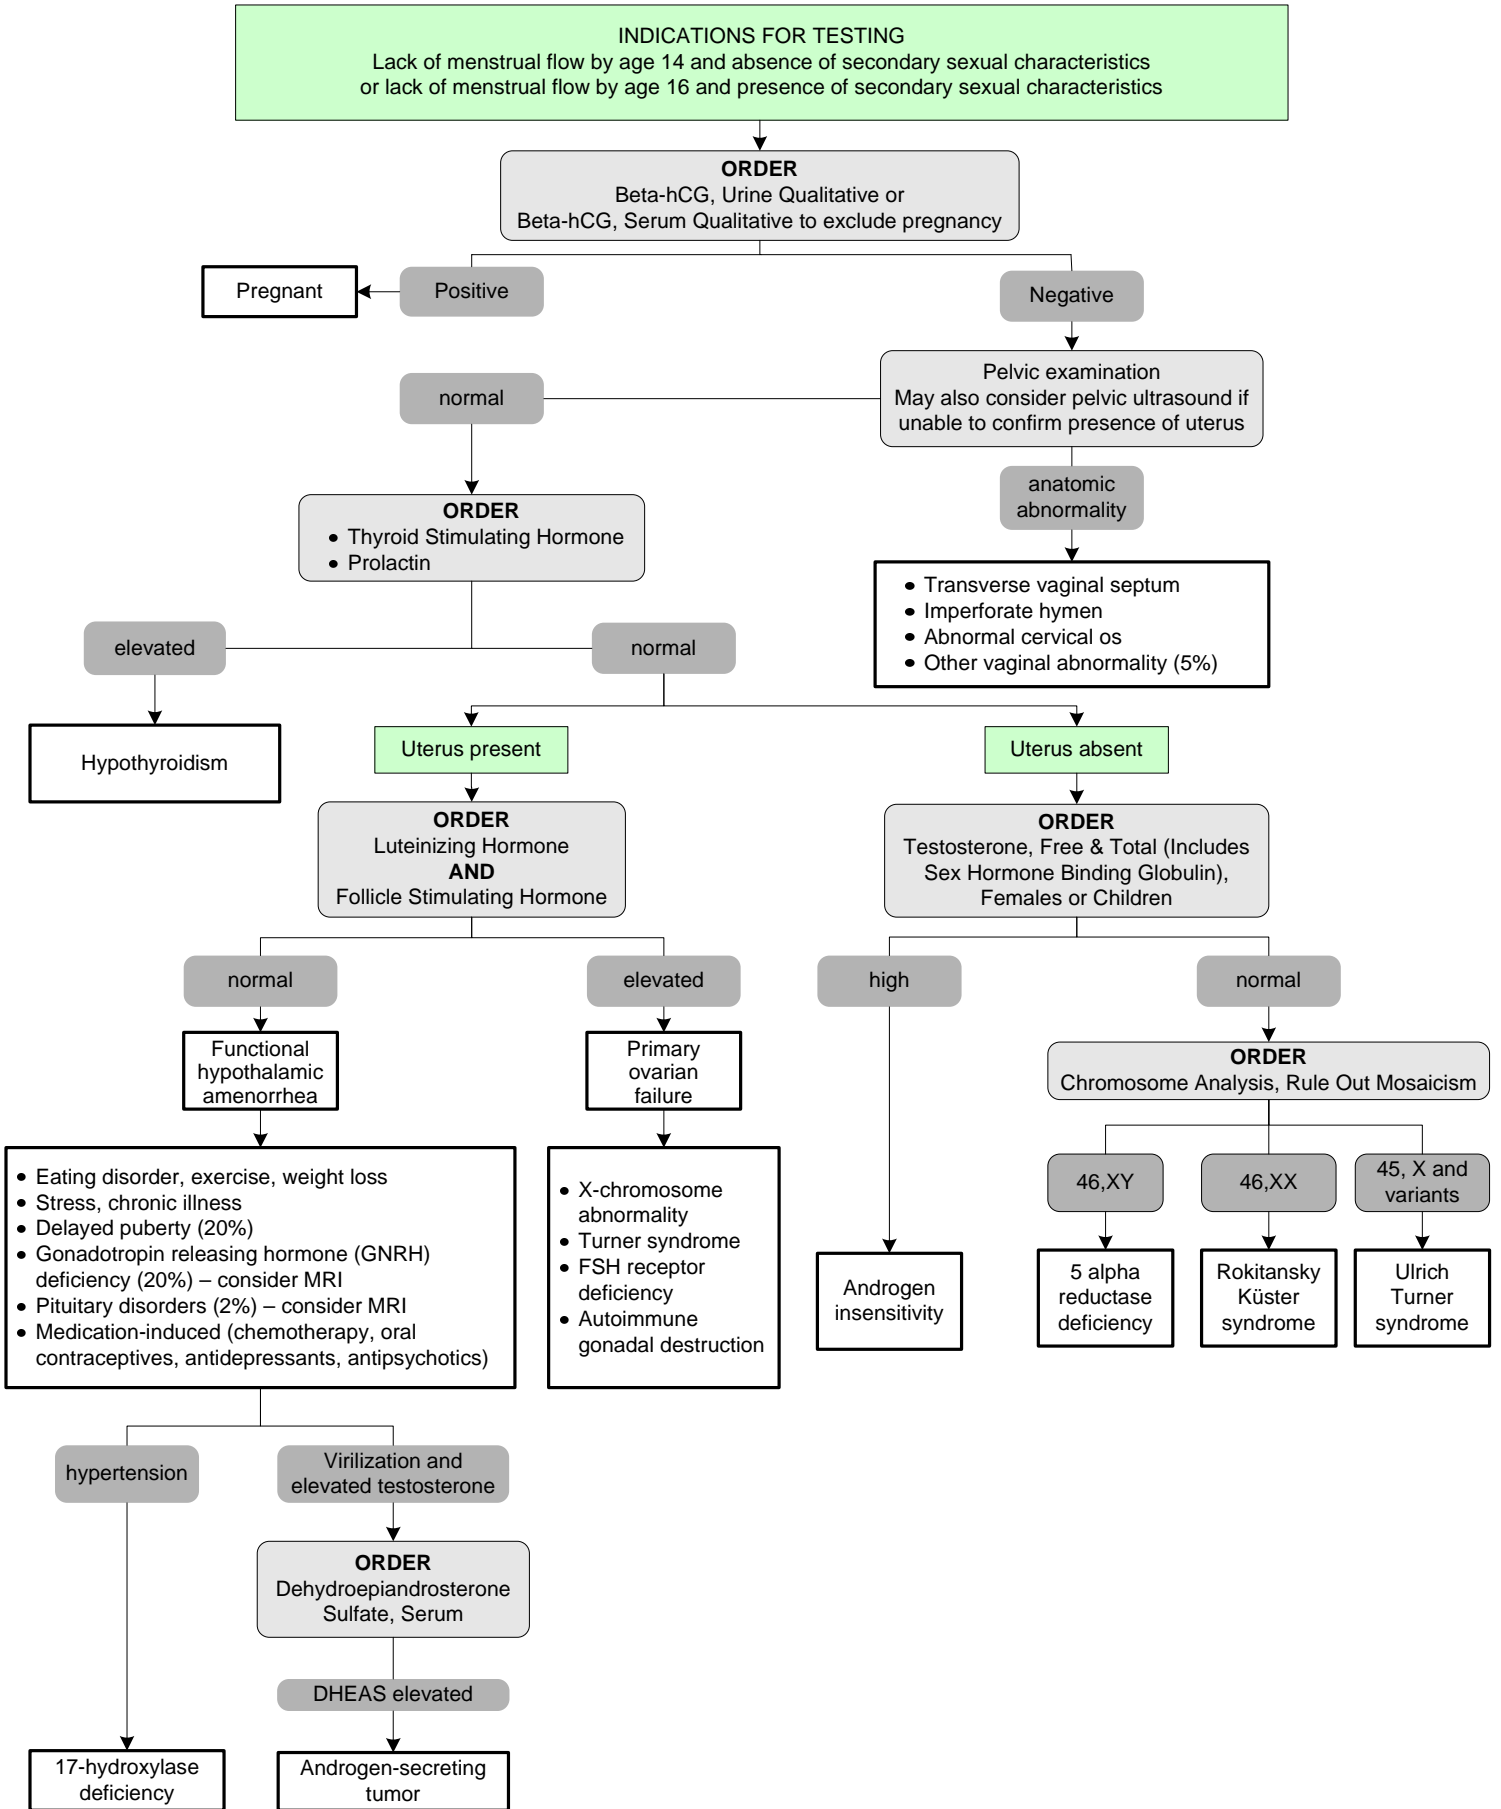 INDICATIONS FOR TESTING
Lack of menstrual flow by age 14 and absence of secondary sexual characteristics
or lack of menstrual flow by age 16 and presence of secondary sexual characteristics
ORDER
Beta-hCG, Urine Qualitative or
Beta-hCG, Serum Qualitative to exclude pregnancy
Pregnant
Positive
Negative
normal
Pelvic examination
May also consider pelvic ultrasound if
unable to confirm presence of uterus
anatomic
abnormality
ORDER
• Thyroid Stimulating Hormone
• Prolactin
• Transverse vaginal septum
• Imperforate hymen
• Abnormal cervical os
• Other vaginal abnormality (5%)
elevated
normal
Hypothyroidism
Uterus present
Uterus absent
ORDER
Luteinizing Hormone
AND
Follicle Stimulating Hormone
ORDER
Testosterone, Free & Total (Includes
Sex Hormone Binding Globulin),
Females or Children
normal
elevated
high
normal
Functional
hypothalamic
amenorrhea
Primary
ovarian
failure
ORDER
Chromosome Analysis, Rule Out Mosaicism
• Eating disorder, exercise, weight loss
• Stress, chronic illness
• Delayed puberty (20%)
• Gonadotropin releasing hormone (GNRH)
deficiency (20%) – consider MRI
• Pituitary disorders (2%) – consider MRI
• Medication-induced (chemotherapy, oral
contraceptives, antidepressants, antipsychotics)
• X-chromosome
abnormality
• Turner syndrome
• FSH receptor
deficiency
• Autoimmune
gonadal destruction
46,XY
46,XX
45, X and
variants
Androgen
insensitivity
5 alpha
reductase
deficiency
Rokitansky
Küster
syndrome
Ulrich
Turner
syndrome
hypertension
Virilization and
elevated testosterone
ORDER
Dehydroepiandrosterone
Sulfate, Serum
DHEAS elevated
17-hydroxylase
deficiency
Androgen-secreting
tumor